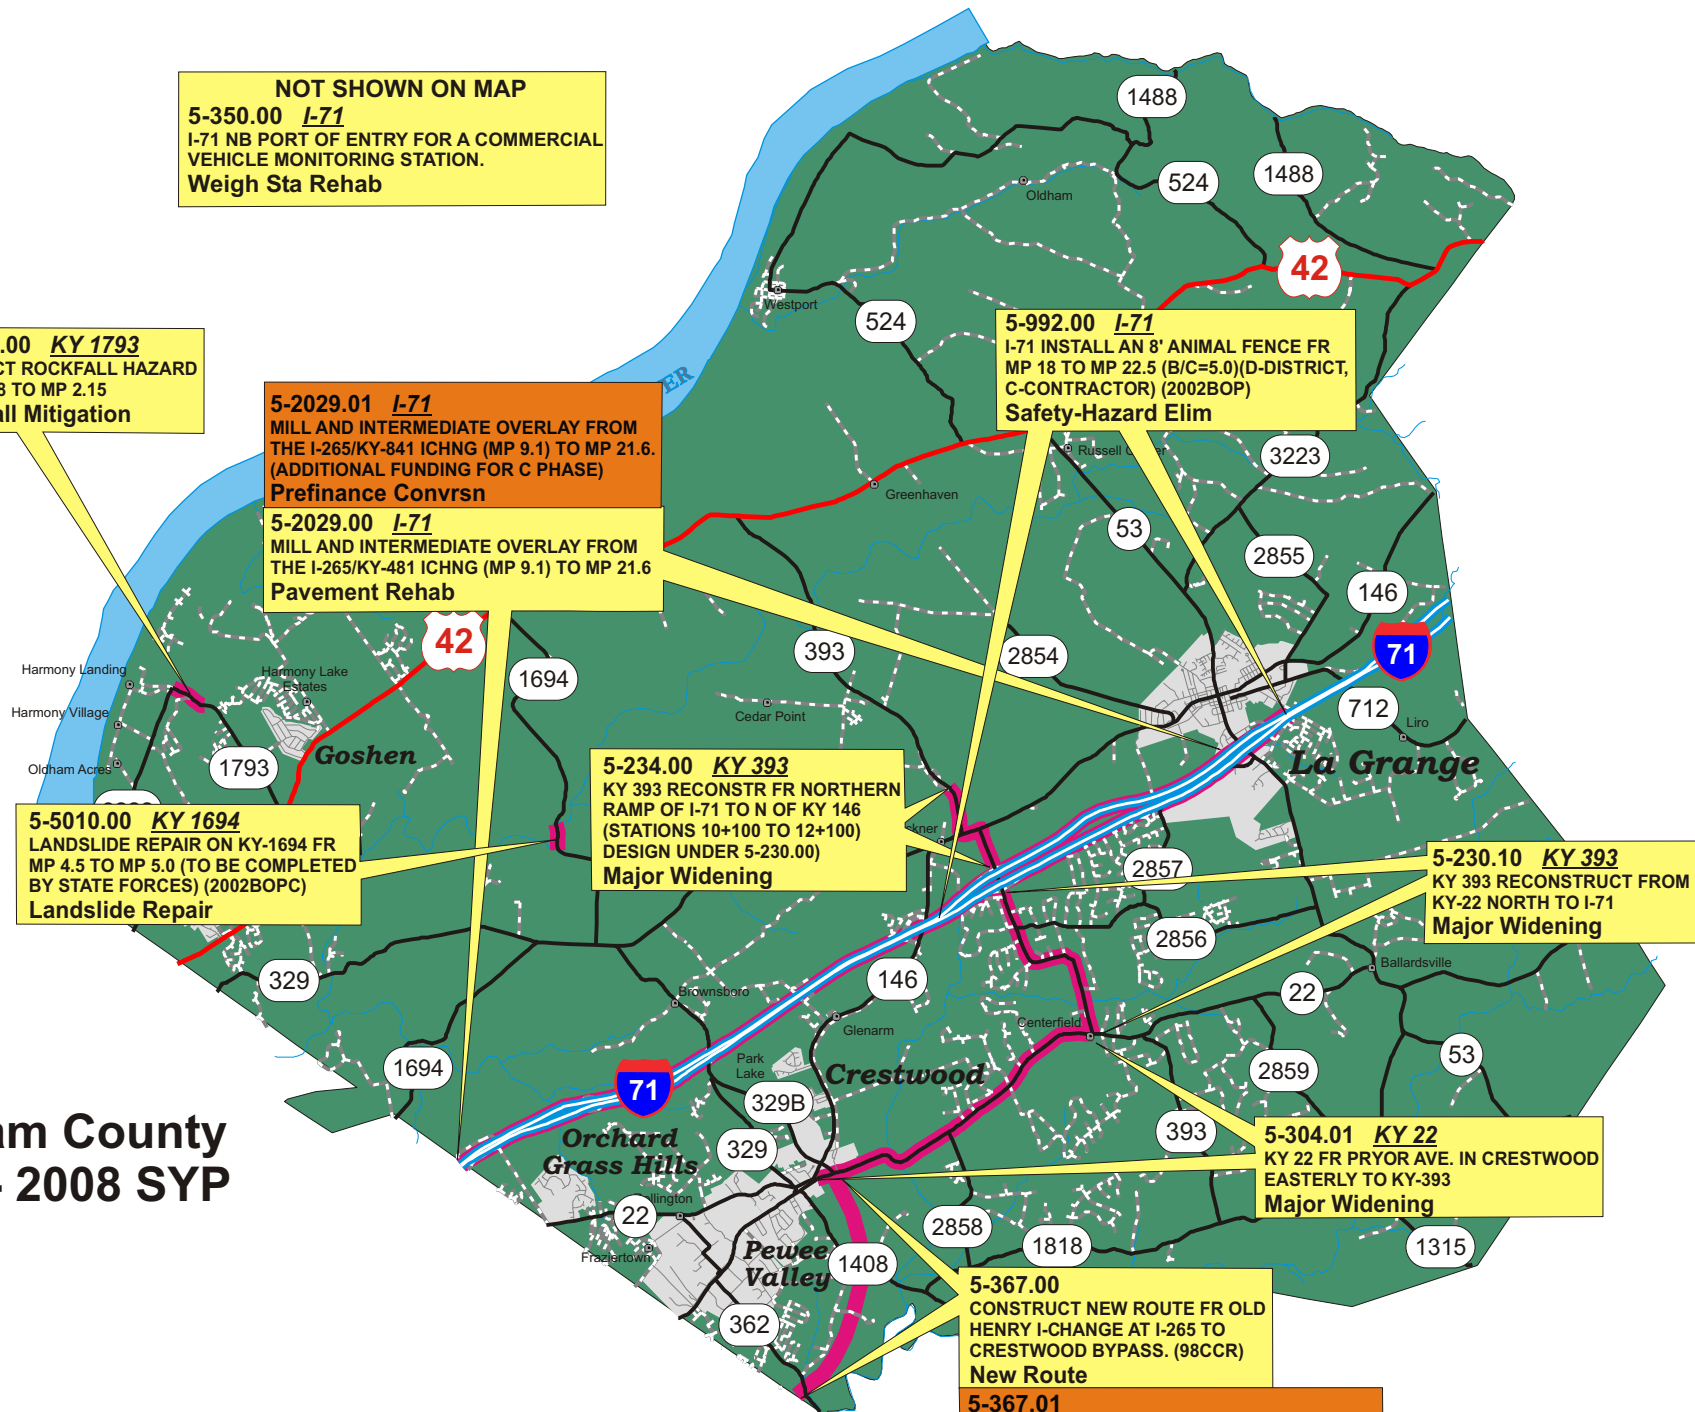 NOT SHOWN ON MAP
5-350.00 I-71
I-71 NB PORT OF ENTRY FOR A COMMERCIAL
VEHICLE MONITORING STATION.
Weigh Sta Rehab
1488
524
1488
Oldham
42
Westport
524
5-992.00 I-71
I-71 INSTALL AN 8' ANIMAL FENCE FR
MP 18 TO MP 22.5 (B/C=5.0)(D-DISTRICT,
C-CONTRACTOR) (2002BOP)
Safety-Hazard Elim
.00 KY 1793
CT ROCKFALL HAZARD
8 TO MP 2.15
all Mitigation
ER
5-2029.01 I-71
MILL AND INTERMEDIATE OVERLAY FROM
THE I-265/KY-841 ICHNG (MP 9.1) TO MP 21.6.
(ADDITIONAL FUNDING FOR C PHASE)
Prefinance Convrsn
5-2029.00 I-71
MILL AND INTERMEDIATE OVERLAY FROM
THE I-265/KY-481 ICHNG (MP 9.1) TO MP 21.6
Pavement Rehab
Russell
3223
Greenhaven
53
2855
146
42
393
2854
71
1694
Harmony Landing
Harmony Lake
Estates
Harmony Village
Cedar Point
712
Liro
Goshen
1793
Oldham Acres
La Grange
5-234.00 KY 393
KY 393 RECONSTR FR NORTHERN
RAMP OF I-71 TO N OF KY 146
(STATIONS 10+100 TO 12+100)
DESIGN UNDER 5-230.00)
Major Widening
ckner
5-5010.00 KY 1694
LANDSLIDE REPAIR ON KY-1694 FR
MP 4.5 TO MP 5.0 (TO BE COMPLETED
BY STATE FORCES) (2002BOPC)
Landslide Repair
2857
5-230.10 KY 393
KY 393 RECONSTRUCT FROM
KY-22 NORTH TO I-71
Major Widening
2856
Ballardsville
329
146
22
Brownsboro
Glenarm
Centerfield
53
1694
Park
Lake
Crestwood
2859
71
329B
am County
- 2008 SYP
Orchard
Grass Hills
329
393
5-304.01 KY 22
KY 22 FR PRYOR AVE. IN CRESTWOOD
EASTERLY TO KY-393
Major Widening
ollington
22
2858
Fraziertown
Pewee
Valley
1408
1818
1315
5-367.00
CONSTRUCT NEW ROUTE FR OLD
HENRY I-CHANGE AT I-265 TO
CRESTWOOD BYPASS. (98CCR)
New Route
362
5-367.01